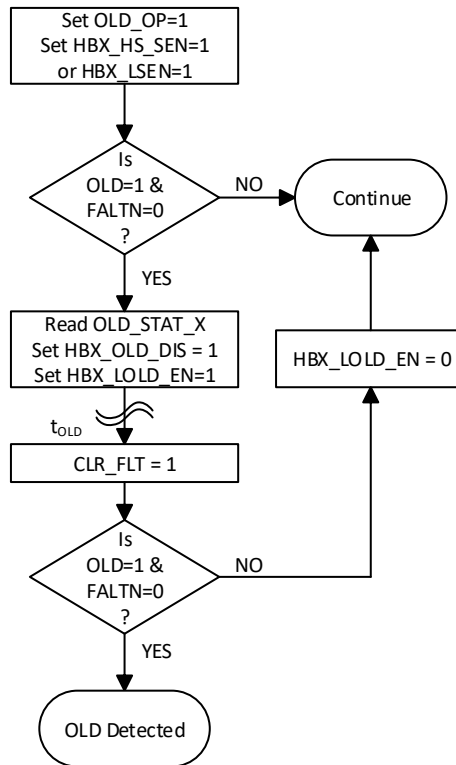 Set OLD_OP=1
Set HBX_HS_SEN=1
or HBX_LSEN=1
Is
OLD=1 &
FALTN=0
?
NO
Continue
YES
Read OLD_STAT_X
Set HBX_OLD_DIS = 1
Set HBX_LOLD_EN=1
HBX_LOLD_EN = 0
tOLD
CLR_FLT = 1
Is
OLD=1 &
FALTN=0
?
NO
YES
OLD Detected